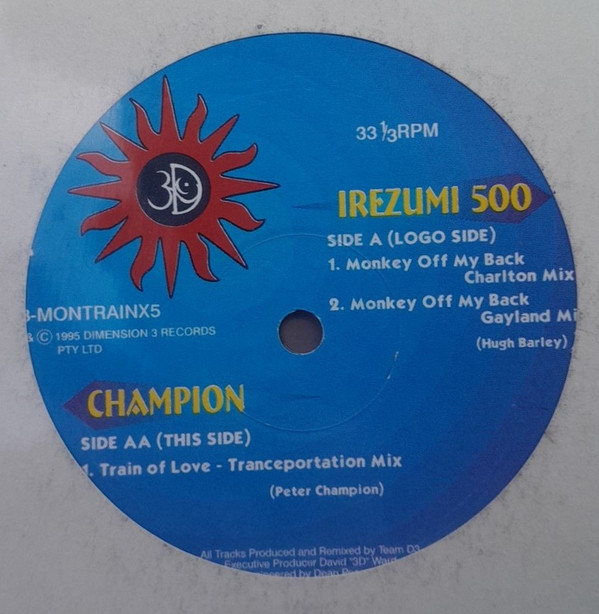 3D
33 1/3RPM
IREZUMI 500
SIDE A (LOGO SIDE)
1. Monkey Off My Back
Charlton Mix
2. Monkey Off My Back
Gayland
(Hugh Barley)
-MONTRAINX5
& © 1995 DIMENSION 3 RECORDS
PTY LTD
CHAMPION
SIDE AA (THIS SIDE)
1. Train of Love - Tranceportation Mix
(Peter Champion)
All Tracks Produced and Remixed by Team D3
Executive Producer David "3D"
by Dean